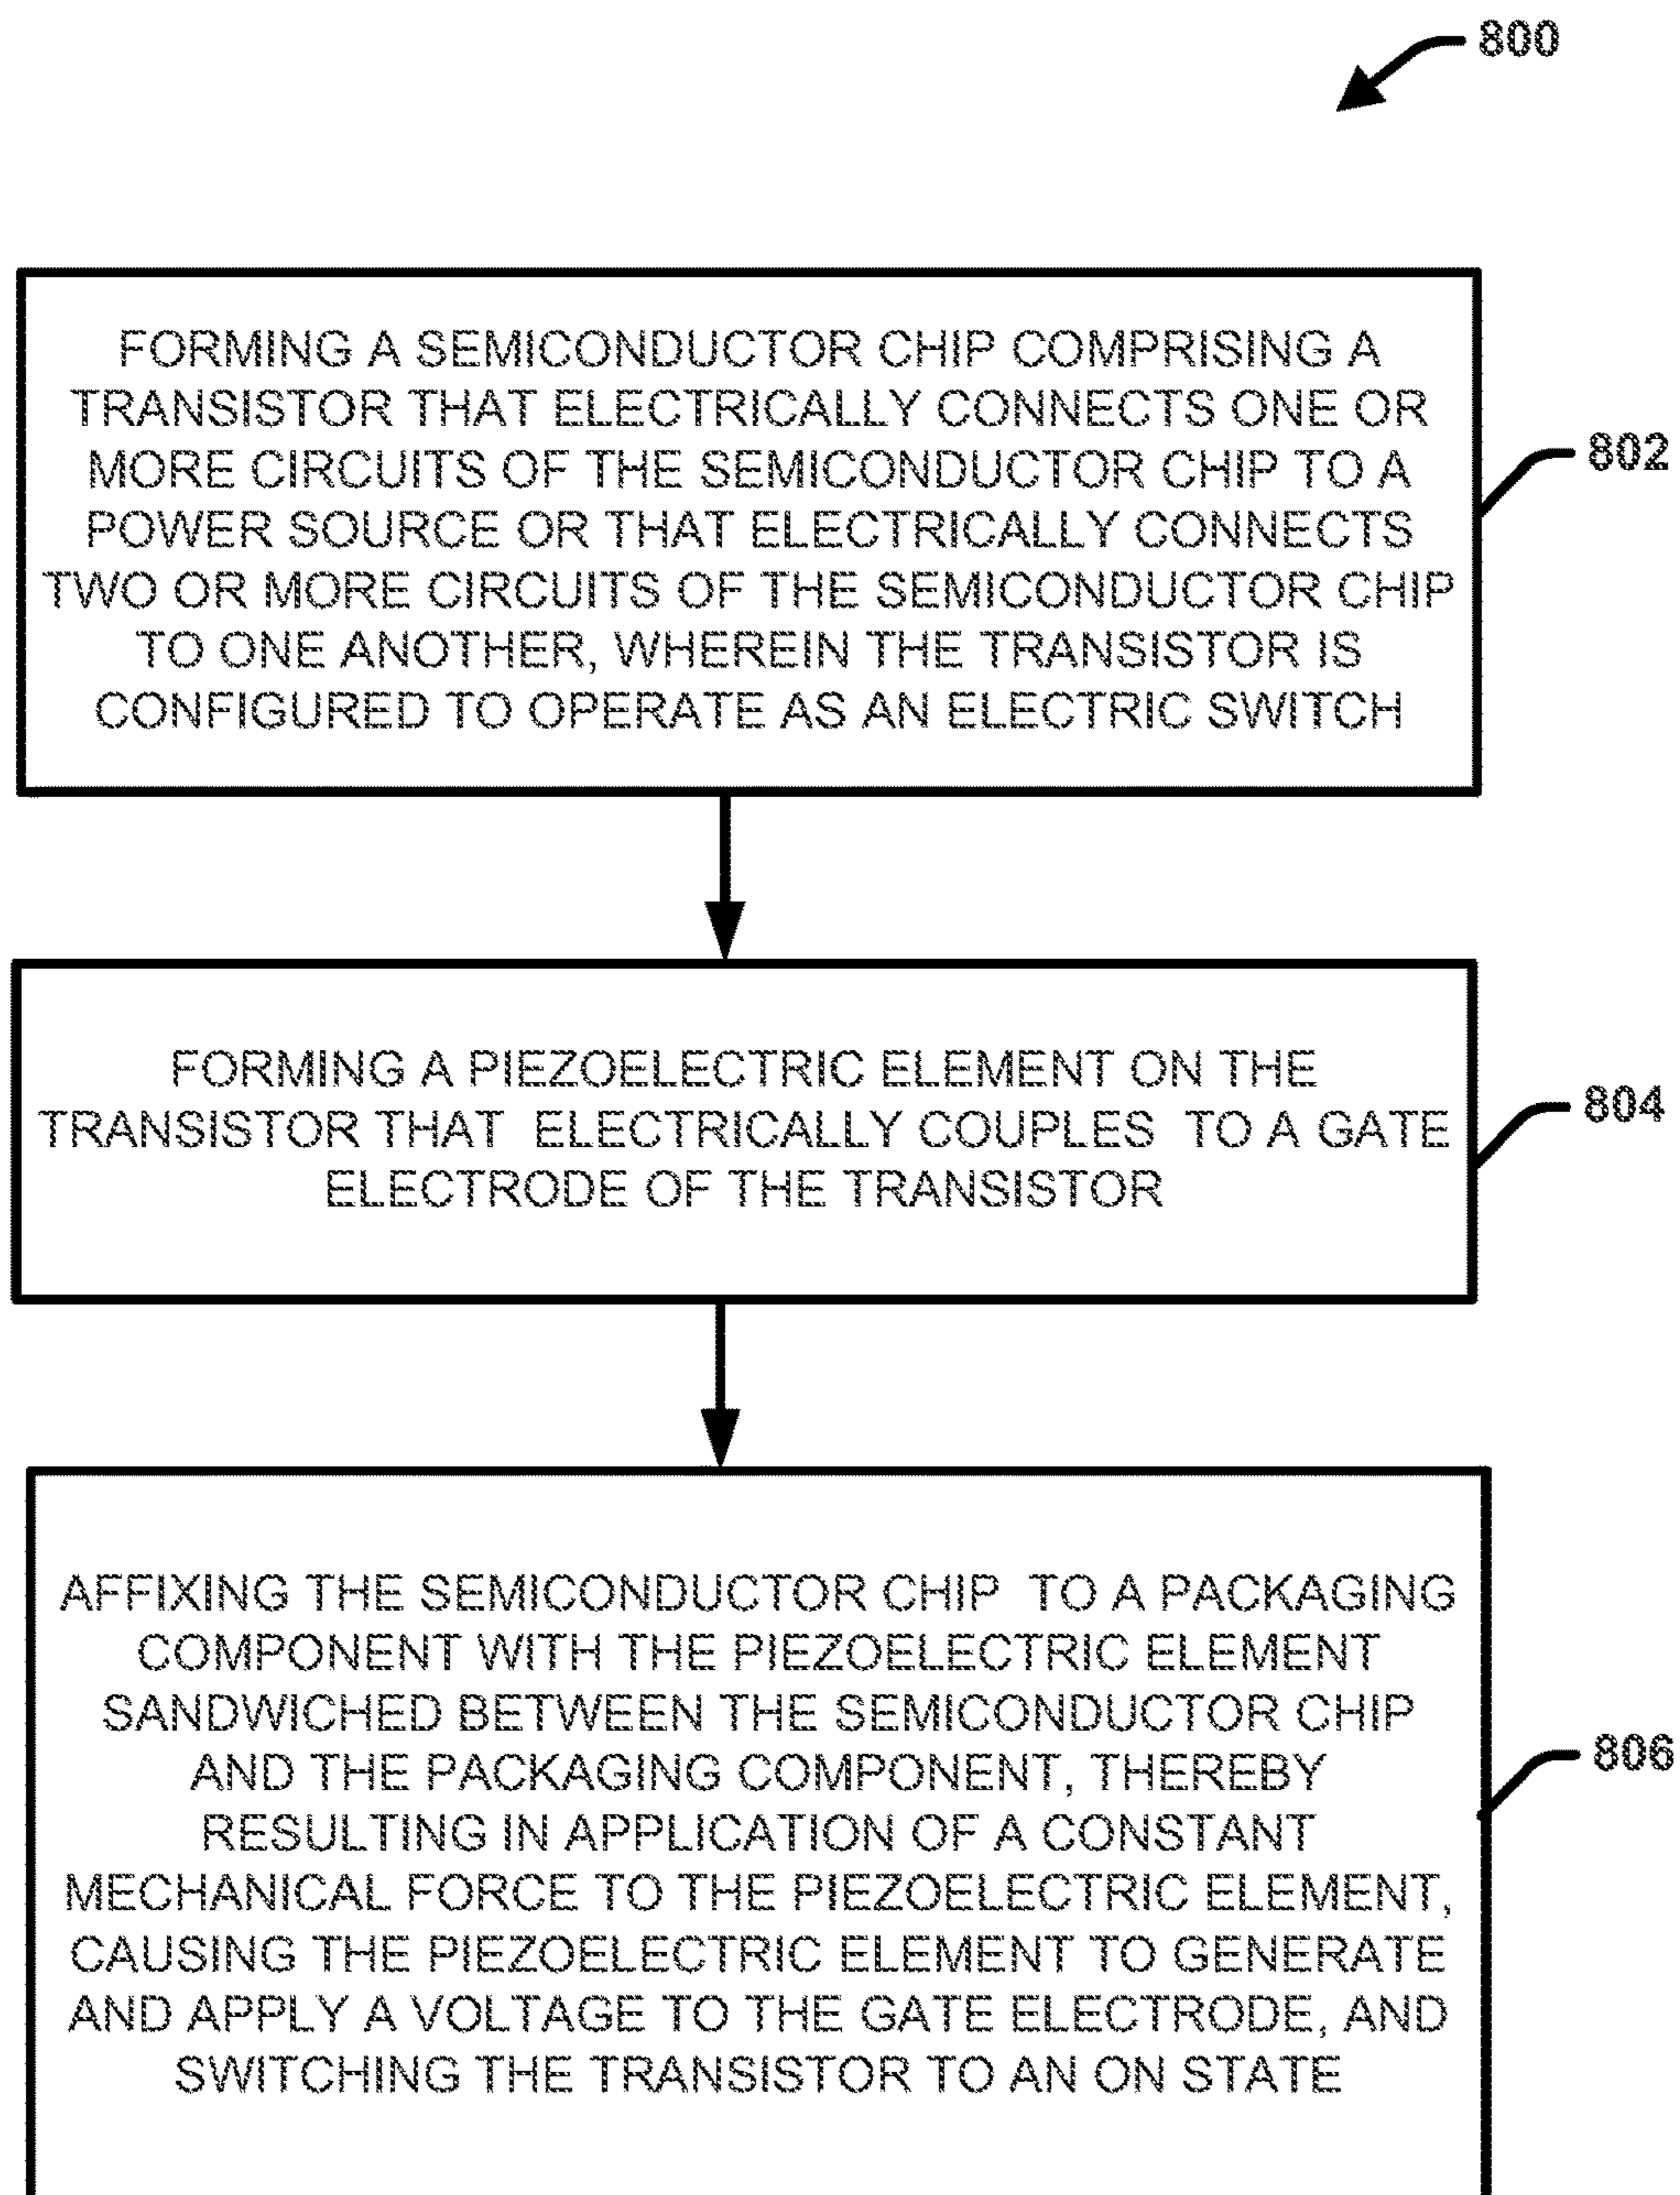 800
FORMING A SEMICONDUCTOR CHIP COMPRISING A
TRANSISTOR THAT ELECTRICALLY CONNECTS ONE OR
MORE CIRCUITS OF THE SEMICONDUCTOR CHIP TO A
POWER SOURCE OR THAT ELECTRICALLY CONNECTS
TWO OR MORE CIRCUITS OF THE SEMICONDUCTOR CHIP
TO ONE ANOTHER, WHEREIN THE TRANSISTOR IS
CONFIGURED TO OPERATE AS AN ELECTRIC SWITCH
802
FORMING A PIEZOELECTRIC ELEMENT ON THE
TRANSISTOR THAT ELECTRICALLY COUPLES TO A GATE
ELECTRODE OF THE TRANSISTOR
804
AFFIXING THE SEMICONDUCTOR CHIP TO A PACKAGING
COMPONENT WITH THE PIEZOELECTRIC ELEMENT
SANDWICHED BETWEEN THE SEMICONDUCTOR CHIP
AND THE PACKAGING COMPONENT, THEREBY
RESULTING IN APPLICATION OF A CONSTANT
MECHANICAL FORCE TO THE PIEZOELECTRIC ELEMENT,
CAUSING THE PIEZOELECTRIC ELEMENT TO GENERATE
AND APPLY A VOLTAGE TO THE GATE ELECTRODE, AND
SWITCHING THE TRANSISTOR TO AN ON STATE
806